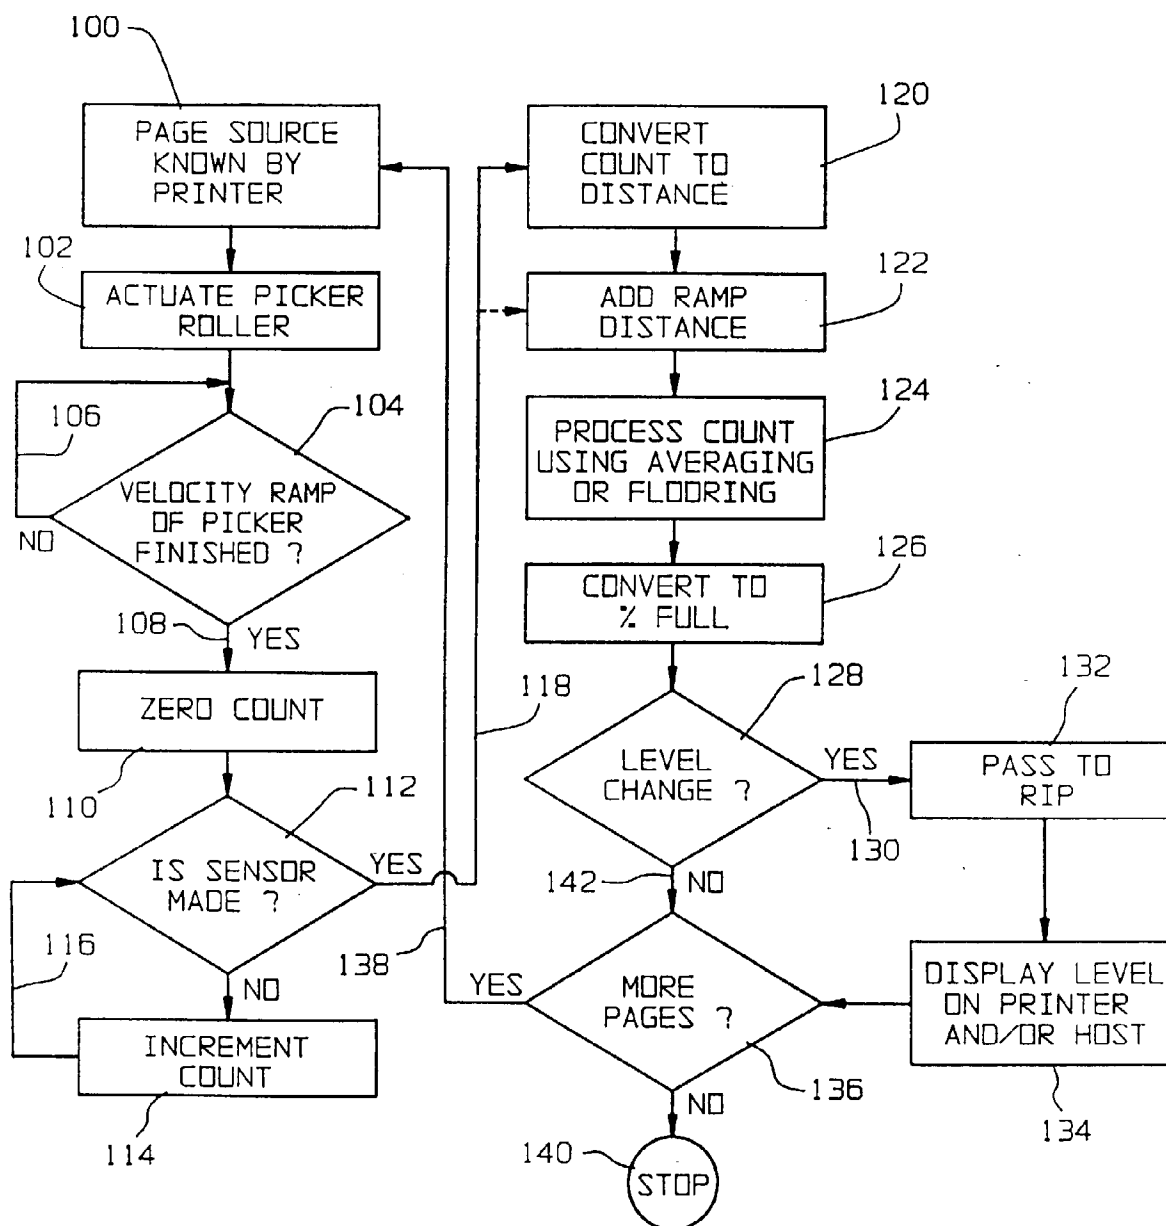 100
PAGE SOURCE
KNOWN BY
PRINTER
102
ACTUATE PICKER
ROLLER
106
104
VELOCITY RAMP
OF PICKER
FINISHED ?
NO
108
YES
ZERO COUNT
110
112
IS SENSOR
MADE ?
YES
116
NO
INCREMENT
COUNT
114
118
138
120
CONVERT
COUNT TO
DISTANCE
122
ADD RAMP
DISTANCE
124
PROCESS COUNT
USING AVERAGING
OR FLOORING
126
CONVERT TO
% FULL
128
LEVEL
CHANGE ?
YES
130
132
PASS TO
RIP
142
NO
DISPLAY LEVEL
ON PRINTER
AND/OR HOST
134
YES
MORE
PAGES ?
136
NO
140
STOP